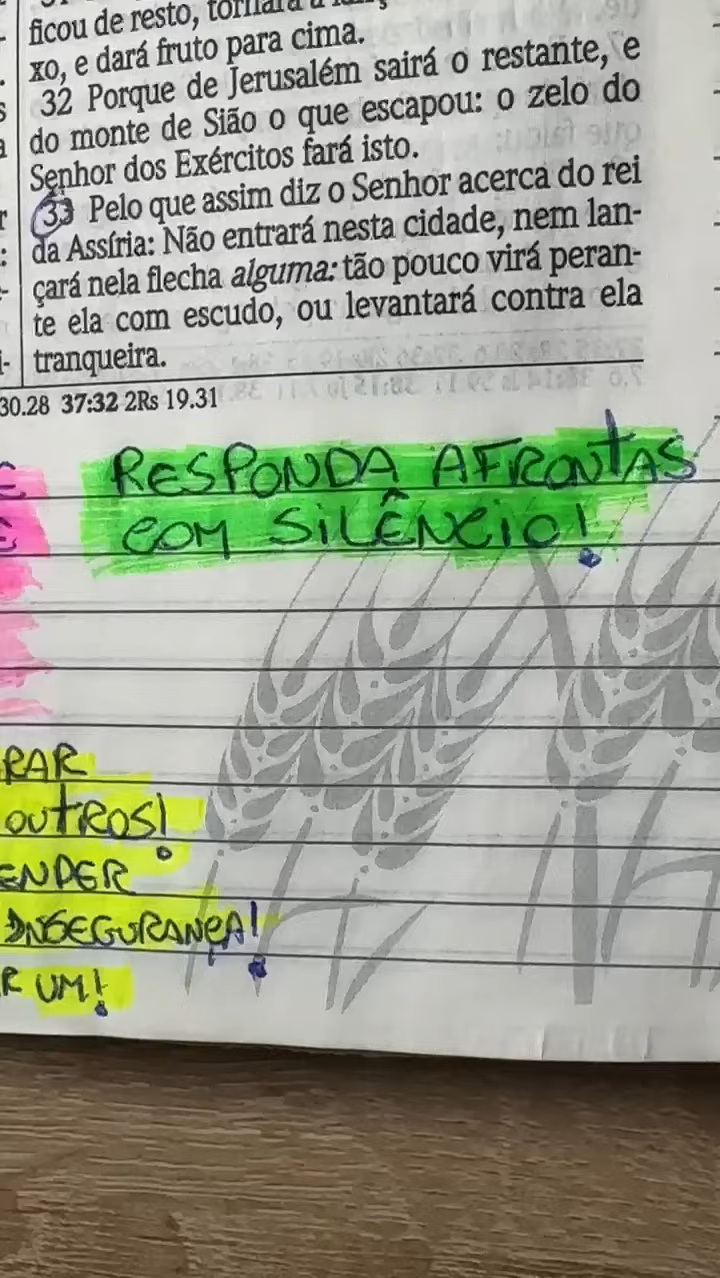 ficou de resto, tornará a
xo, e dará fruto para cima.
32 Porque de Jerusalém sairá o restante, e
do monte de Sião o que escapou: o zelo do
Senhor dos Exércitos fará isto.
33 Pelo que assim diz o Senhor acerca do rei
da Assíria: Não entrará nesta cidade, nem lan-
çará nela flecha alguma: tão pouco virá peran-
te ela com escudo, ou levantará contra ela
tranqueira.
30.28 37:32 2Rs 19.31
RESPONDA AFRONTAS
COM SILÊNCIO!
RAR
OUTROS!
ENDER
INSEGURANÇA!
R UM!